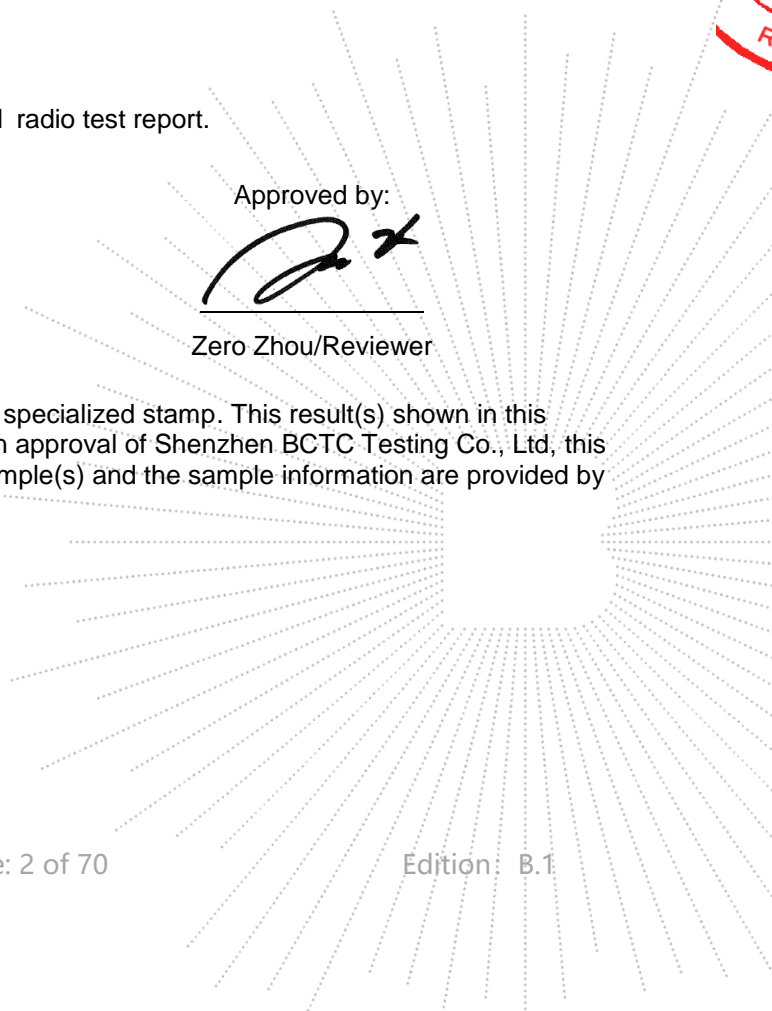 radio test report.
Approved by:
Zero Zhou/Reviewer
specialized stamp. This result(s) shown in this
approval of Shenzhen BCTC Testing Co., Ltd, this
mple(s) and the sample information are provided by
e: 2 of 70 Edition： B.1
R